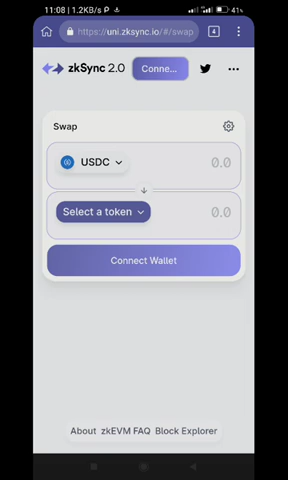 11:08 | 1.2KB/s
41%
https://uni.zksync.io/#/swap
4
zkSync 2.0
Conne...
Swap
USDC
0.0
Select a token
0.0
Connect Wallet
About zkEVM FAQ Block Explorer